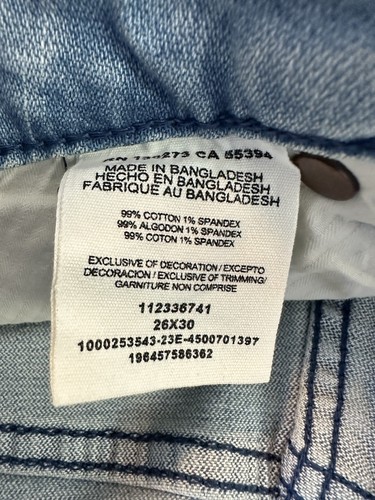 CA 55394
MADE IN BANGLADESH
HECHO EN BANGLADESH
FABRIQUE AU BANGLADESH
99% COTTON 1% SPANDEX
99% ALGODON 1% SPANDEX
99% COTON 1% SPANDEX
EXCLUSIVE OF DECORATION / EXCEPTO
DECORACION / EXCLUSIVE OF TRIMMING/
GARNITURE NON COMPRISE
112336741
26X30
1000253543-23E-4500701397
196457586362